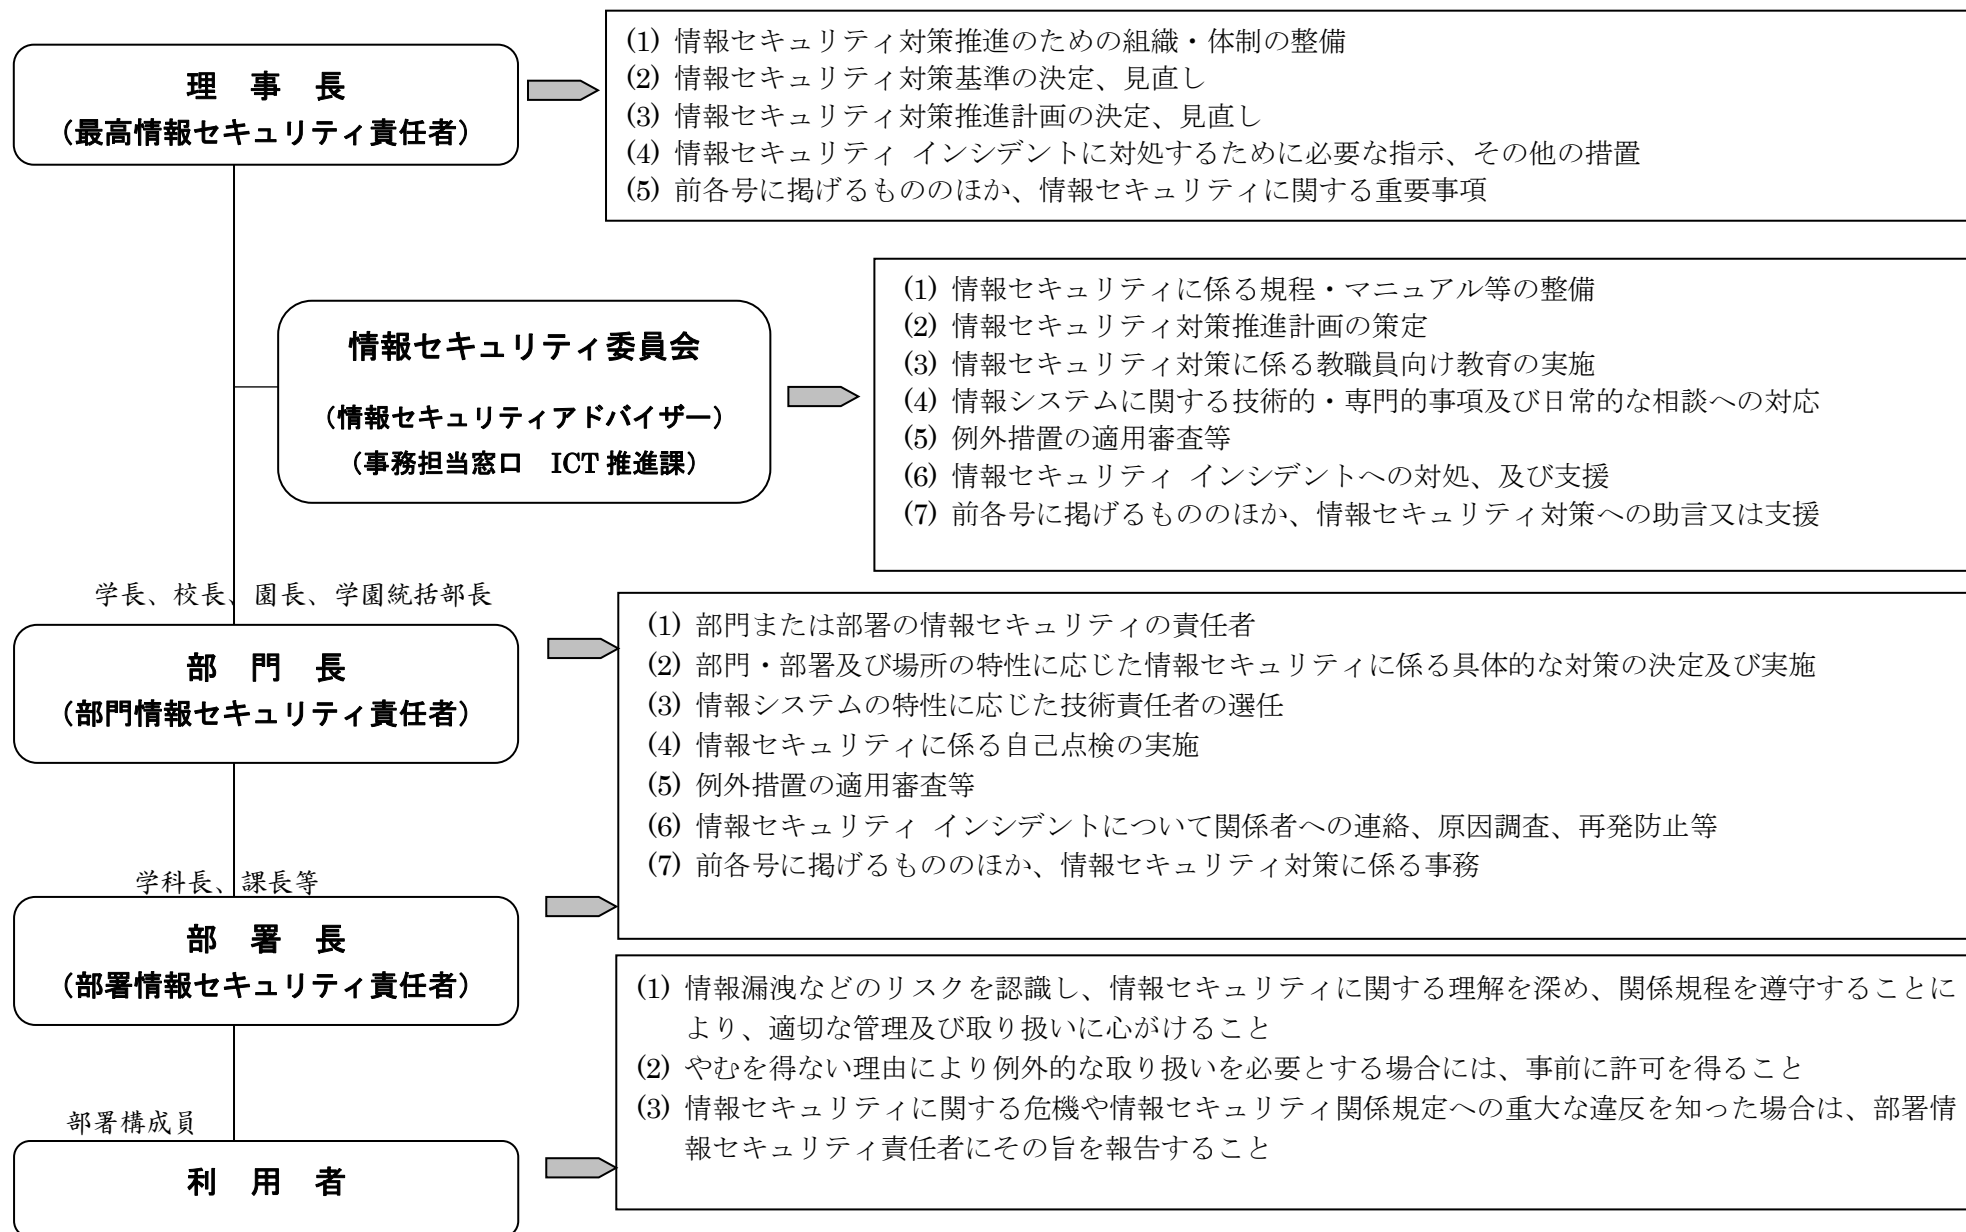 理 事 長
（最高情報セキュリティ責任者）
(1) 情報セキュリティ対策推進のための組織・体制の整備
(2) 情報セキュリティ対策基準の決定、見直し
(3) 情報セキュリティ対策推進計画の決定、見直し
(4) 情報セキュリティ インシデントに対処するために必要な指示、その他の措置
(5) 前各号に掲げるもののほか、情報セキュリティに関する重要事項
情報セキュリティ委員会
（情報セキュリティアドバイザー）
（事務担当窓口 ICT 推進課）
(1) 情報セキュリティに係る規程・マニュアル等の整備
(2) 情報セキュリティ対策推進計画の策定
(3) 情報セキュリティ対策に係る教職員向け教育の実施
(4) 情報システムに関する技術的・専門的事項及び日常的な相談への対応
(5) 例外措置の適用審査等
(6) 情報セキュリティ インシデントへの対処、及び支援
(7) 前各号に掲げるもののほか、情報セキュリティ対策への助言又は支援
学長、校長、園長、学園統括部長
部 門 長
（部門情報セキュリティ責任者）
(1) 部門または部署の情報セキュリティの責任者
(2) 部門・部署及び場所の特性に応じた情報セキュリティに係る具体的な対策の決定及び実施
(3) 情報システムの特性に応じた技術責任者の選任
(4) 情報セキュリティに係る自己点検の実施
(5) 例外措置の適用審査等
(6) 情報セキュリティ インシデントについて関係者への連絡、原因調査、再発防止等
(7) 前各号に掲げるもののほか、情報セキュリティ対策に係る事務
学科長、課長等
部 署 長
（部署情報セキュリティ責任者）
(1) 情報漏洩などのリスクを認識し、情報セキュリティに関する理解を深め、関係規程を遵守することに
より、適切な管理及び取り扱いに心がけること
(2) やむを得ない理由により例外的な取り扱いを必要とする場合には、事前に許可を得ること
(3) 情報セキュリティに関する危機や情報セキュリティ関係規定への重大な違反を知った場合は、部署情
報セキュリティ責任者にその旨を報告すること
部署構成員
利 用 者